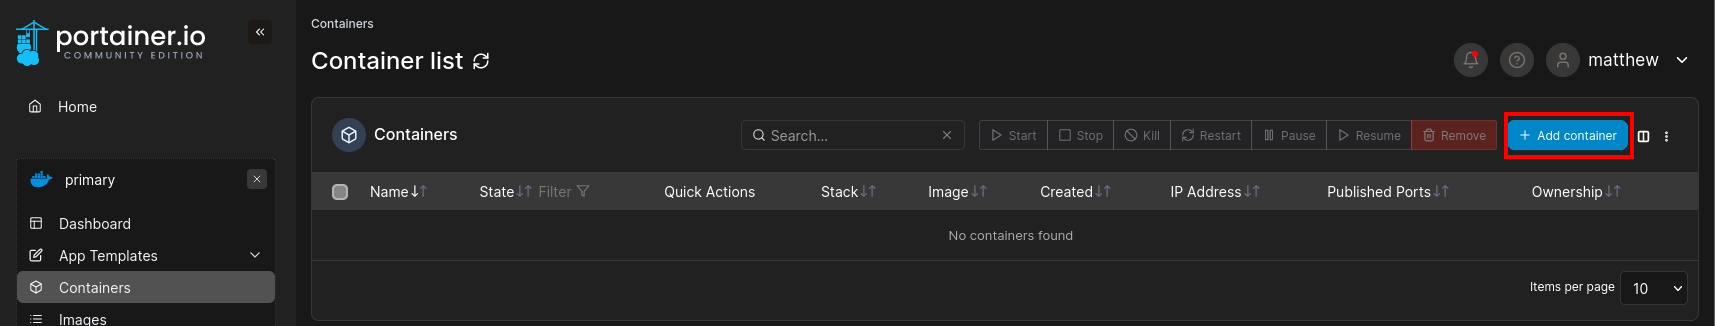 portainer.io
COMMUNITY EDITION
Home
primary
Dashboard
App Templates
Containers
Images
Containers
Container list
matthew
Containers
Search...
Start
Stop
Kill
Restart
Pause
Resume
Remove
+ Add container
Name
State
Filter
Quick Actions
Stack
Image
Created
IP Address
Published Ports
Ownership
No containers found
Items per page
10